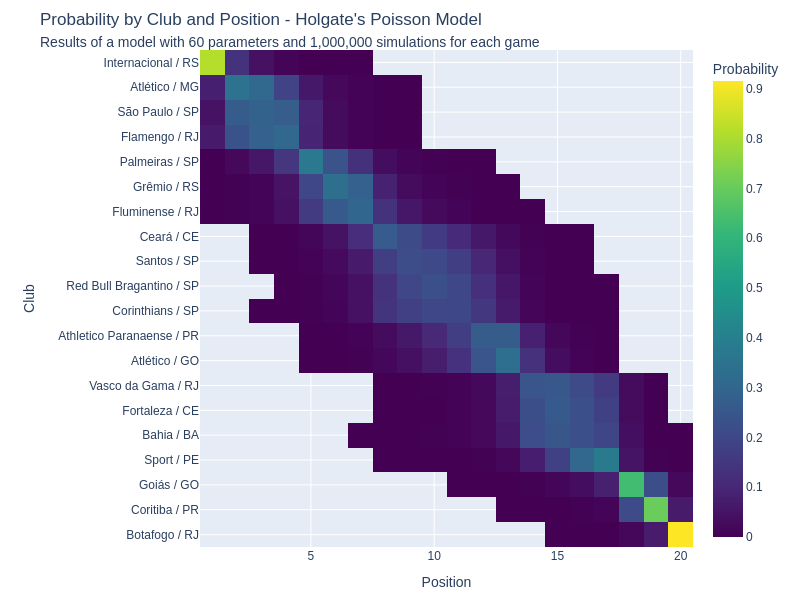 Probability by Club and Position - Holgate's Poisson Model
Results of a model with 60 parameters and 1,000,000 simulations for each game
Probability
Internacional / RS
Atlético / MG
São Paulo / SP
Flamengo / RJ
Palmeiras / SP
Grêmio / RS
Fluminense / RJ
Ceará / CE
Santos / SP
Red Bull Bragantino / SP
Corinthians / SP
Athletico Paranaense / PR
Atlético / GO
Vasco da Gama / RJ
Fortaleza / CE
Bahia / BA
Sport / PE
Goiás / GO
Coritiba / PR
Botafogo / RJ
Club
5 10 15 20
Position
0.9
0.8
0.7
0.6
0.5
0.4
0.3
0.2
0.1
0